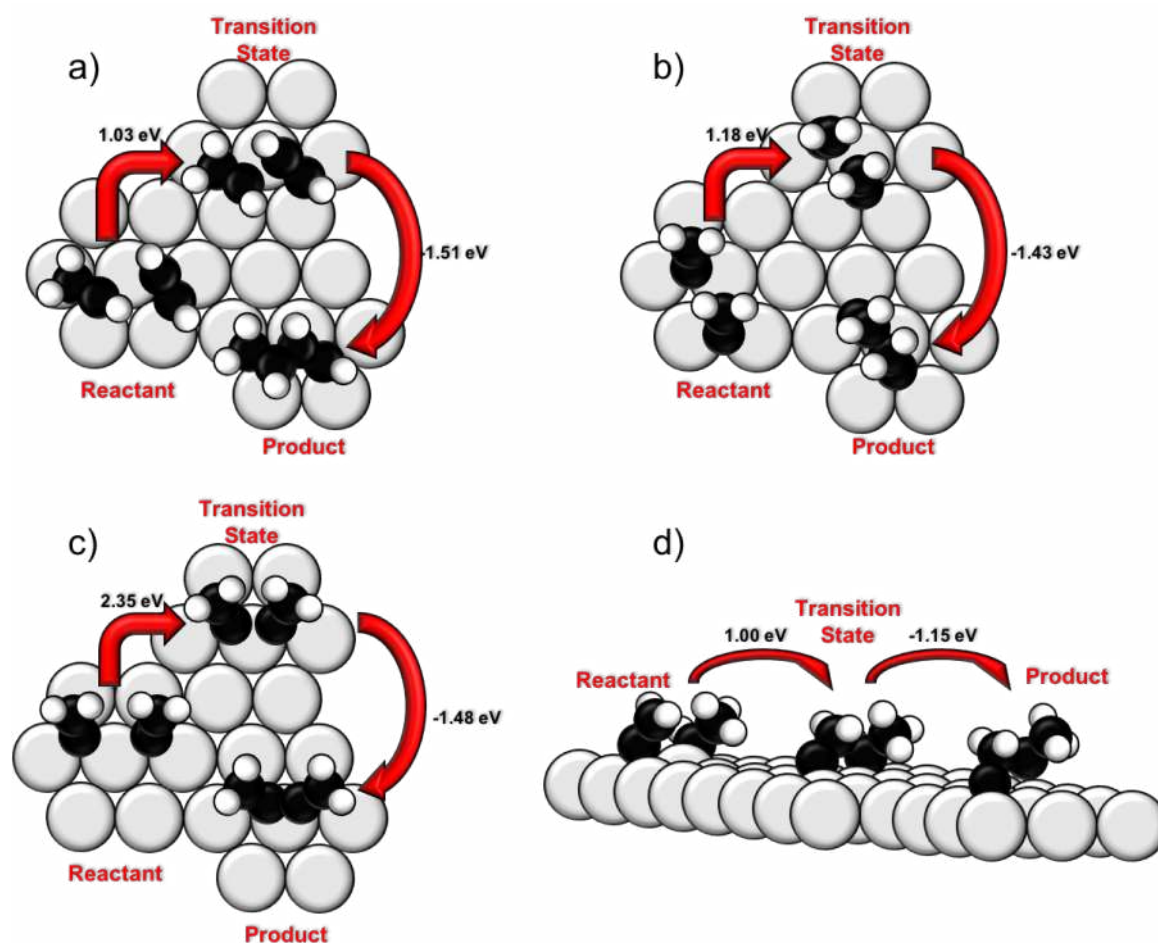 a)
Transition
State
1.03 eV
-1.51 eV
Reactant
Product
b)
Transition
State
1.18 eV
-1.43 eV
Reactant
Product
c)
Transition
State
2.35 eV
-1.48 eV
Reactant
Product
d)
Transition
State
1.00 eV
-1.15 eV
Reactant
Product